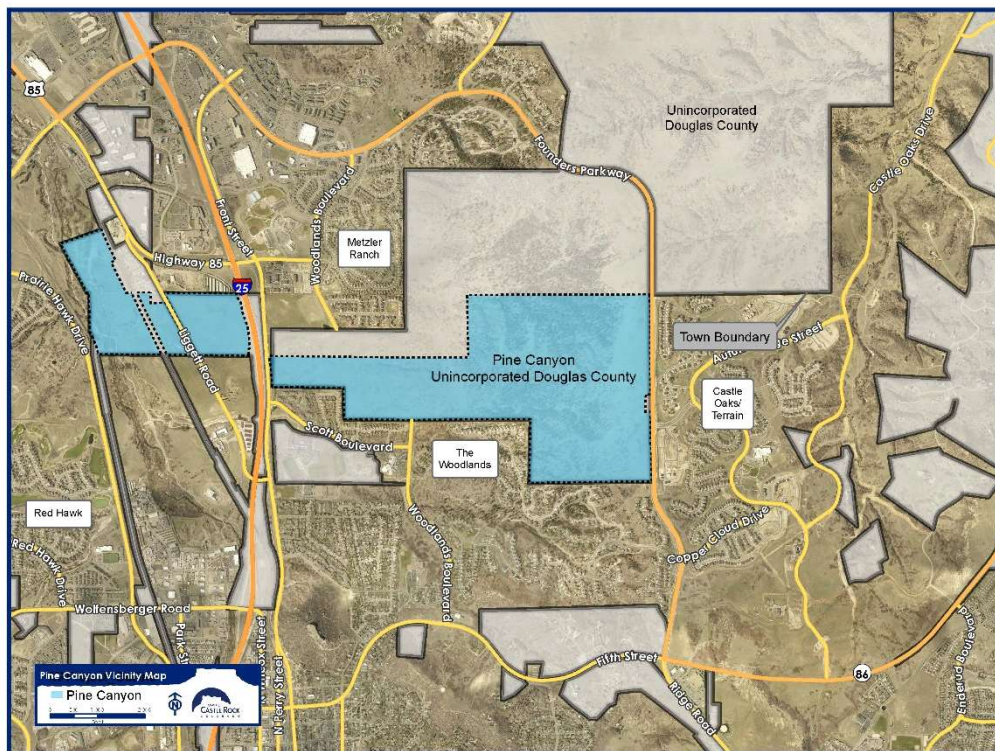 85
Unincorporated
Douglas County
Castle Oaks Drive
Founders Parkway
Woodlands Boulevard
Front Street
Metzler
Ranch
Highway 85
Prairie Hawk Drive
25
Liggett Road
Town Boundary
Street
Pine Canyon
Unincorporated Douglas County
Castle
Oaks/
Terrain
Scott Boulevard
The
Woodlands
Red Hawk
Woodlands Boulevard
Copper Cloud Drive
Red Hawk Drive
Wolfensberger Road
N Perry Street
Fifth Street
Ridge Road
86
Enderud Boulevard
Pine Canyon Vicinity Map
Pine Canyon
N
CASTLE ROCK